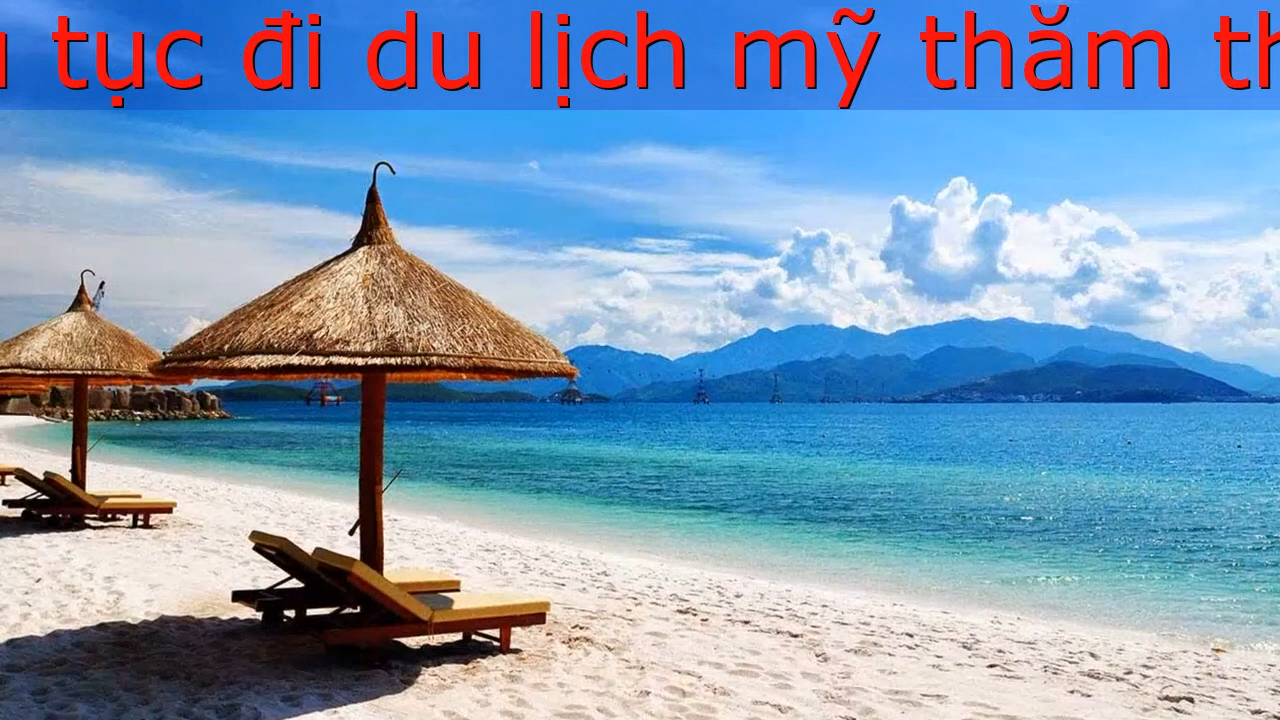 tục đi du lịch mỹ thăm